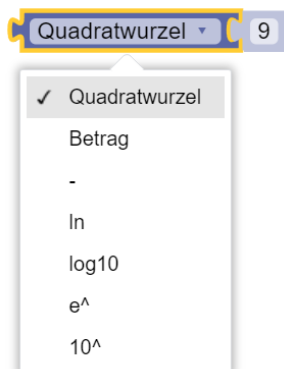 Quadratwurzel ▾ 9
✓ Quadratwurzel
Betrag
-
ln
log10
e^
10^